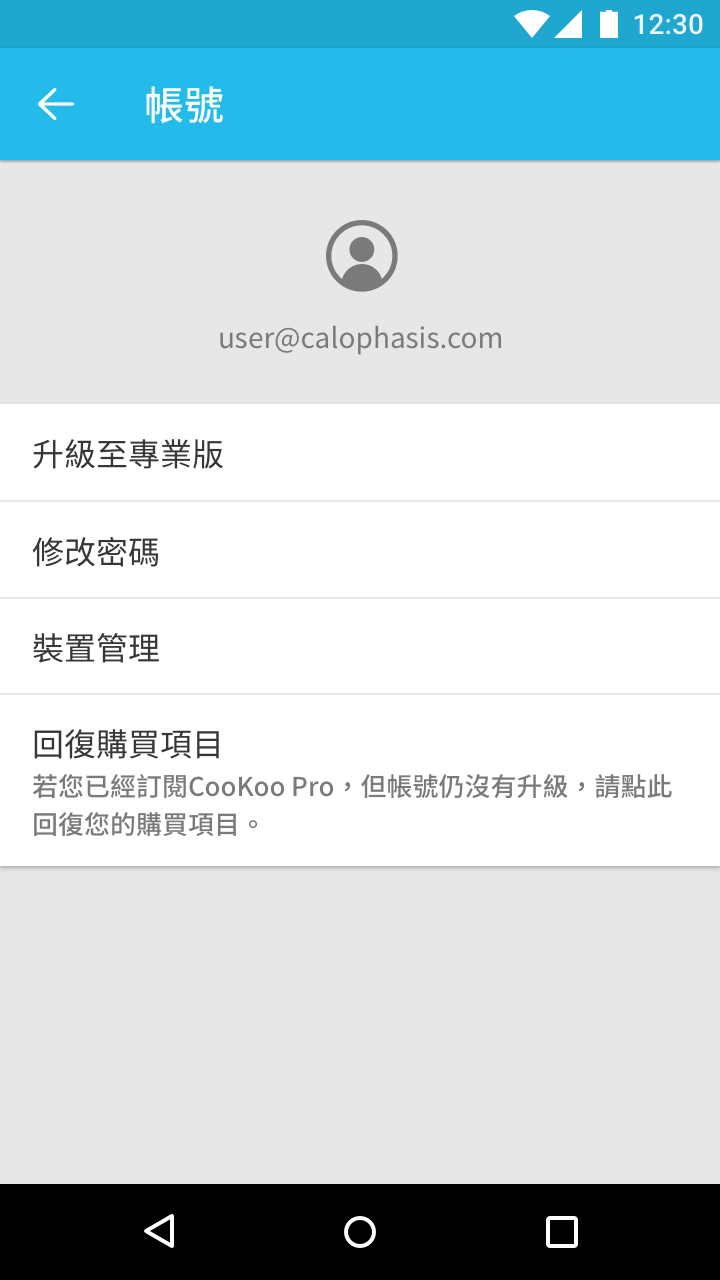 12:30
帳號
user@calophasis.com
升級至專業版
修改密碼
裝置管理
回復購買項目
若您已經訂閱CooKoo Pro，但帳號仍沒有升級，請點此
回復您的購買項目。